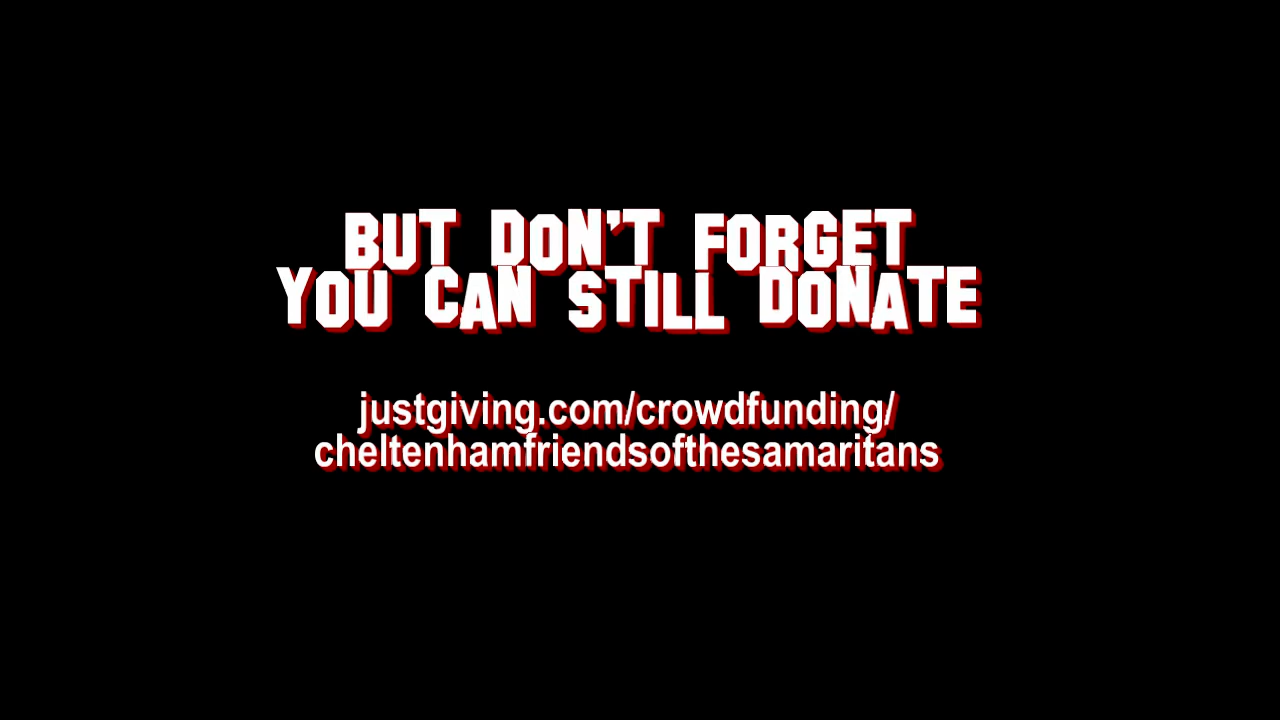 BUT DON'T FORGET
YOU CAN STILL DONATE
justgiving.com/crowdfunding/
cheltenhamfriendsofthesamaritans